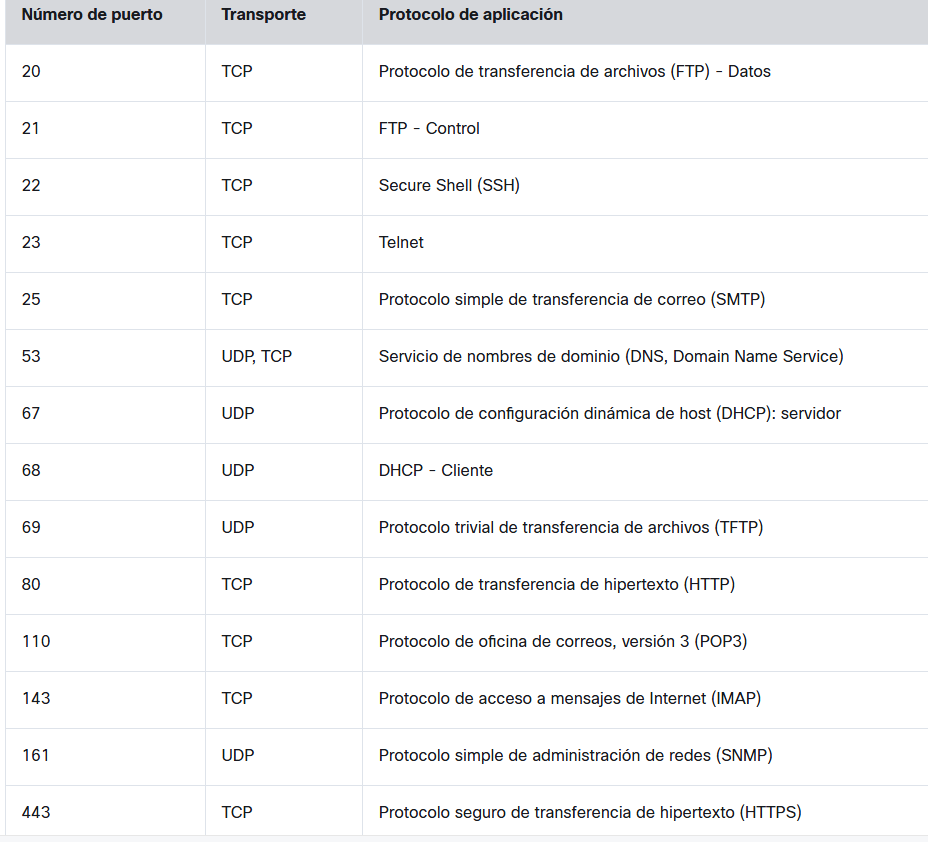 Número de puerto Transporte Protocolo de aplicación
20 TCP Protocolo de transferencia de archivos (FTP) - Datos
21 TCP FTP - Control
22 TCP Secure Shell (SSH)
23 TCP Telnet
25 TCP Protocolo simple de transferencia de correo (SMTP)
53 UDP, TCP Servicio de nombres de dominio (DNS, Domain Name Service)
67 UDP Protocolo de configuración dinámica de host (DHCP): servidor
68 UDP DHCP - Cliente
69 UDP Protocolo trivial de transferencia de archivos (TFTP)
80 TCP Protocolo de transferencia de hipertexto (HTTP)
110 TCP Protocolo de oficina de correos, versión 3 (POP3)
143 TCP Protocolo de acceso a mensajes de Internet (IMAP)
161 UDP Protocolo simple de administración de redes (SNMP)
443 TCP Protocolo seguro de transferencia de hipertexto (HTTPS)